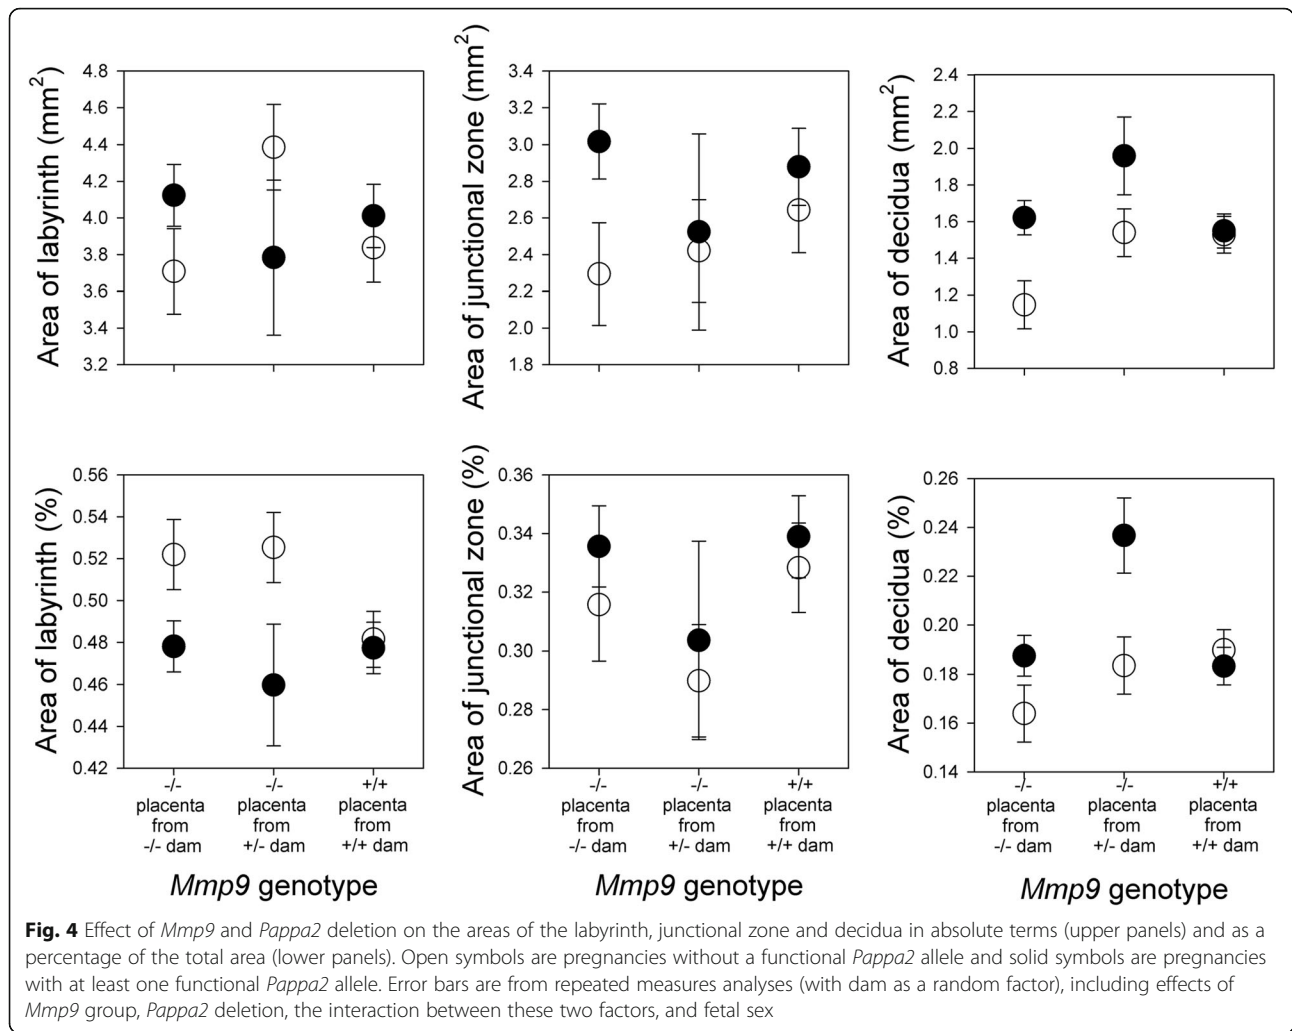 Area of labyrinth (mm²)
4.8
4.6
4.4
4.2
4.0
3.8
3.6
3.4
3.2
Area of junctional zone (mm²)
3.4
3.2
3.0
2.8
2.6
2.4
2.2
2.0
1.8
Area of decidua (mm²)
2.4
2.2
2.0
1.8
1.6
1.4
1.2
1.0
0.8
Area of labyrinth (%)
0.56
0.54
0.52
0.50
0.48
0.46
0.44
0.42
-/-
placenta
from
-/- dam
-/-
placenta
from
+/- dam
+/+
placenta
from
+/+ dam
Mmp9 genotype
Area of junctional zone (%)
0.36
0.34
0.32
0.30
0.28
0.26
-/-
placenta
from
-/- dam
-/-
placenta
from
+/- dam
+/+
placenta
from
+/+ dam
Mmp9 genotype
Area of decidua (%)
0.26
0.24
0.22
0.20
0.18
0.16
0.14
-/-
placenta
from
-/- dam
-/-
placenta
from
+/- dam
+/+
placenta
from
+/+ dam
Mmp9 genotype
Fig. 4 Effect of Mmp9 and Pappa2 deletion on the areas of the labyrinth, junctional zone and decidua in absolute terms (upper panels) and as a
percentage of the total area (lower panels). Open symbols are pregnancies without a functional Pappa2 allele and solid symbols are pregnancies
with at least one functional Pappa2 allele. Error bars are from repeated measures analyses (with dam as a random factor), including effects of
Mmp9 group, Pappa2 deletion, the interaction between these two factors, and fetal sex